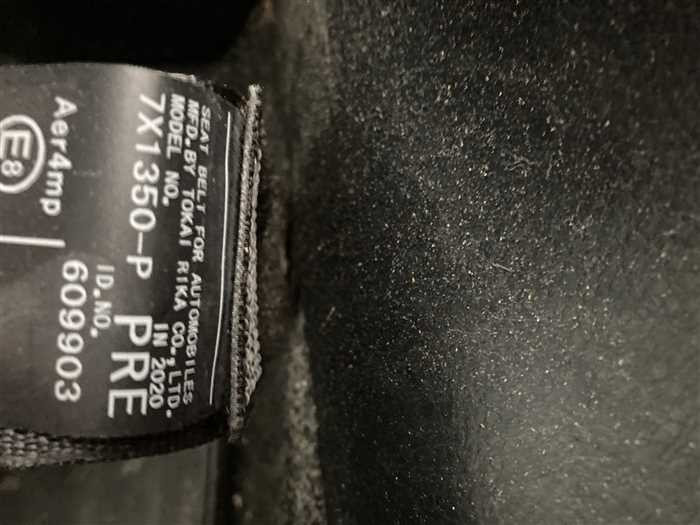 SEAT BELT FOR AUTOMOBILES
MFD. BY TOKAI RIKA CO., LTD.
MODEL NO. IN 2020
7X1350-P PRE
ID.NO.
609903
Aer4mp
E8